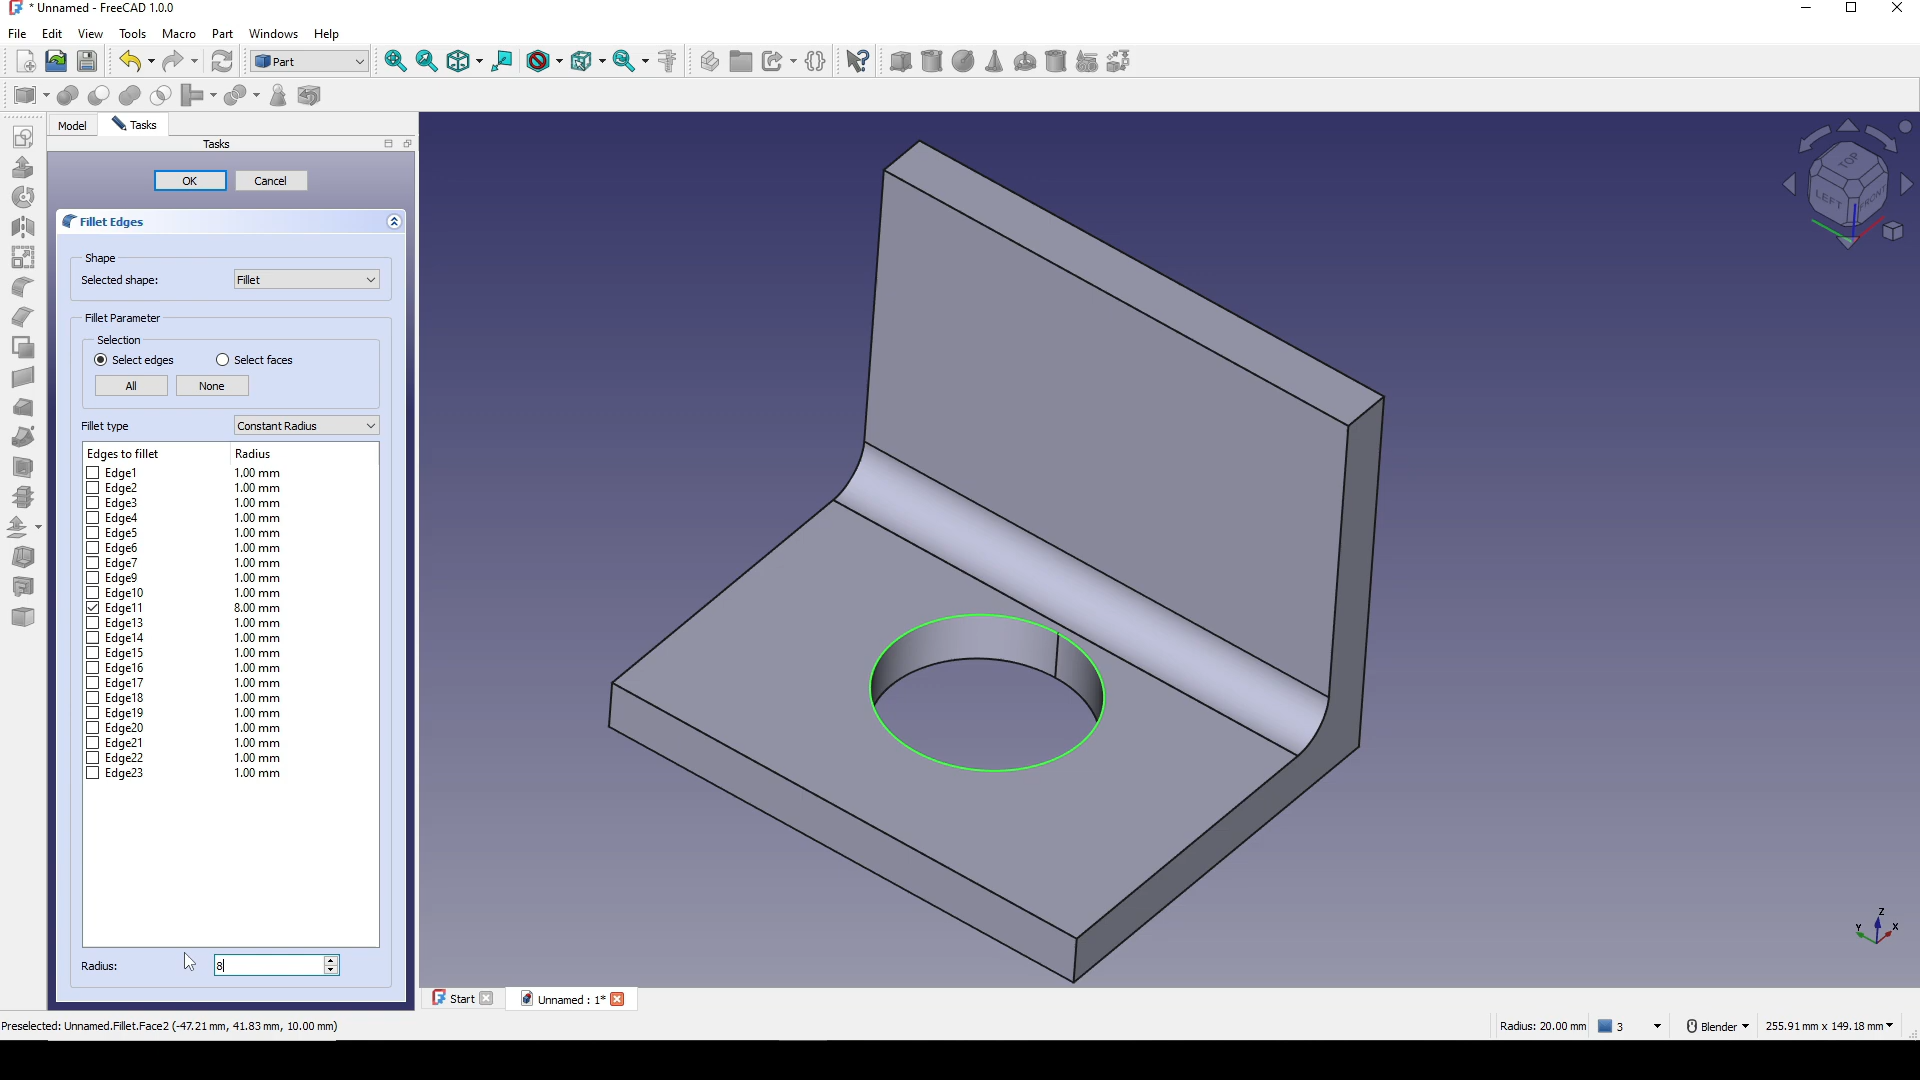 * Unnamed - FreeCAD 1.0.0
File Edit View Tools Macro Part Windows Help
Part
Model Tasks
Tasks
OK Cancel
Fillet Edges
Shape
Selected shape: Fillet
Fillet Parameter
Selection
Select edges Select faces
All None
Fillet type Constant Radius
Edges to fillet Radius
Edge1 1.00 mm
Edge2 1.00 mm
Edge3 1.00 mm
Edge4 1.00 mm
Edge5 1.00 mm
Edge6 1.00 mm
Edge7 1.00 mm
Edge9 1.00 mm
Edge10 1.00 mm
Edge11 8.00 mm
Edge13 1.00 mm
Edge14 1.00 mm
Edge15 1.00 mm
Edge16 1.00 mm
Edge17 1.00 mm
Edge18 1.00 mm
Edge19 1.00 mm
Edge20 1.00 mm
Edge21 1.00 mm
Edge22 1.00 mm
Edge23 1.00 mm
Radius: 8
TOP
LEFT FRONT
Z
Y X
Start Unnamed : 1*
Preselected: Unnamed.Fillet.Face2 (-47.21 mm, 41.83 mm, 10.00 mm) Radius: 20.00 mm 3 Blender 255.91 mm x 149.18 mm